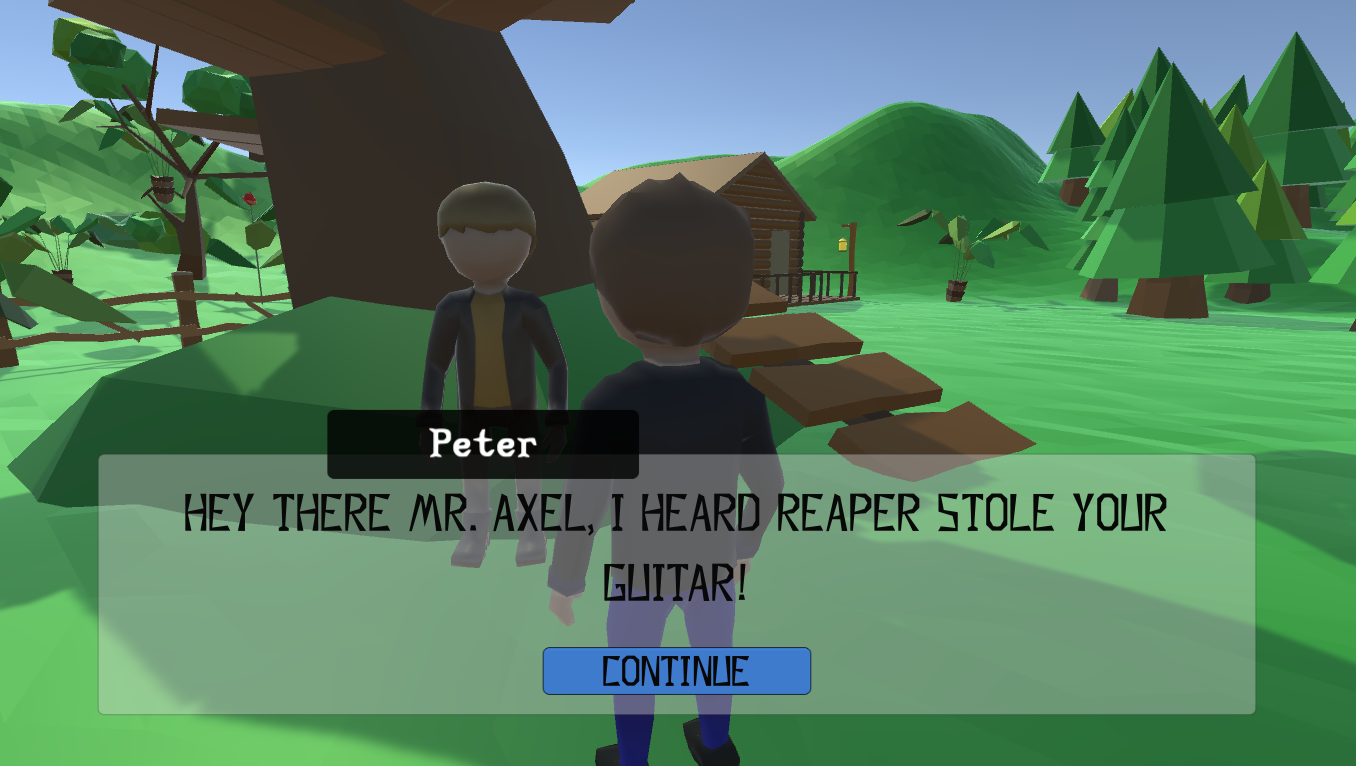 Peter
HEY THERE MR. AXEL, I HEARD REAPER STOLE YOUR
GUITAR!
CONTINUE